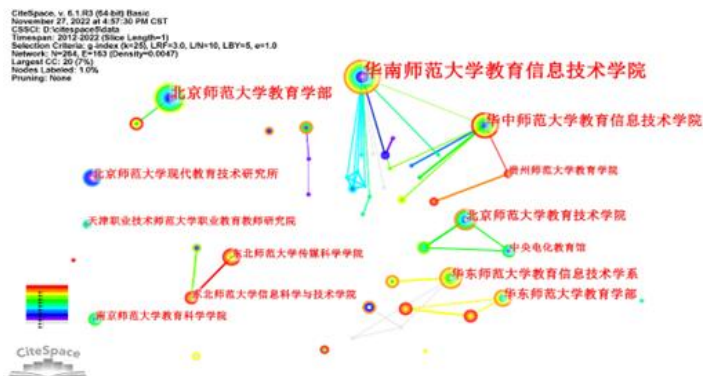 CiteSpace, v. 6.1.R3 (64-bit) Basic
November 27, 2022 at 4:57:30 PM CST
CSSCI: D:\citespace\data
Timespan: 2012-2022 (Slice Length=1)
Selection Criteria: g-index (k=25), LRF=3.0, L/N=10, LBY=5, e=1.0
Network: N=264, E=163 (Density=0.0047)
Largest CC: 20 (7%)
Nodes Labeled: 1.0%
Pruning: None
华南师范大学教育信息技术学院
北京师范大学教育学部
华中师范大学教育信息技术学院
贵州师范大学教育学院
北京师范大学现代教育技术研究所
天津职业技术师范大学职业教育教师研究院
北京师范大学教育技术学院
中央电化教育馆
东北师范大学传媒科学学院
华东师范大学教育信息技术学系
东北师范大学信息科学与技术学院
华东师范大学教育学部
南京师范大学教育科学学院
CiteSpace